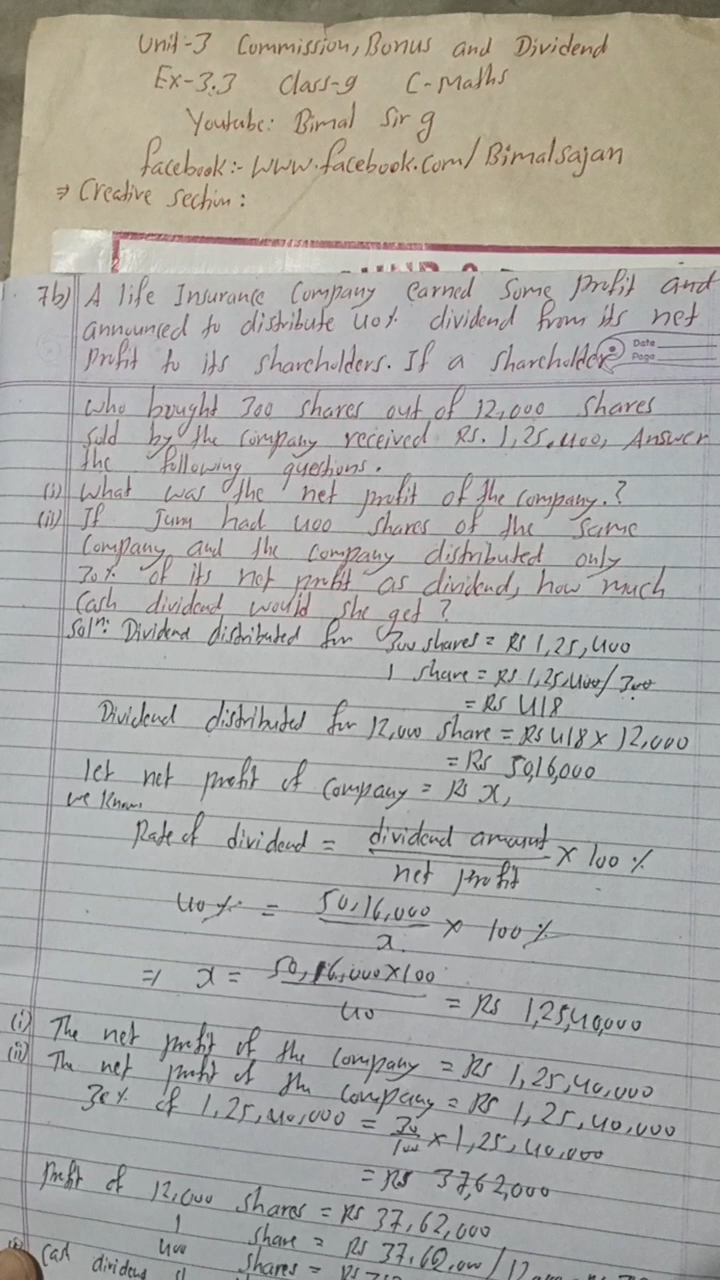 Unit-3 Commission, Bonus and Dividend
Ex-3.3 Class-9 C-Maths
Youtube: Bimal Sir g
facebook:- www.facebook.com/Bimalsajan
⇒ Creative section:
7b) A life Insurance Company earned some profit and
announced to distribute 40% dividend from its net
profit to its shareholders. If a shareholder
Date
Page
who bought 300 shares out of 12,000 shares
sold by the company received Rs. 1,25,400, Answer
the following questions.
(i) What was the net profit of the company.?
(ii) If Junu had 400 shares of the same
company and the company distributed only
30% of its net profit as dividend, how much
cash dividend would she get?
Solⁿ: Dividend distributed for 300 shares = Rs 1,25,400
1 share = Rs 1,25,400/300
= Rs 418
Dividend distributed for 12,000 share = Rs 418 × 12,000
= Rs 50,16,000
let net profit of company = Rs x,
we know,
Rate of dividend = dividend amount/net profit × 100%
40% = 50,16,000/x × 100%
⇒ x = 50,16,000×100/40 = Rs 1,25,40,000
(i) The net profit of the company = Rs 1,25,40,000
(ii) The net profit of the company = Rs 1,25,40,000
30% of 1,25,40,000 = 30/100 × 1,25,40,000
= Rs 37,62,000
Profit of 12,000 shares = Rs 37,62,000
1 share = Rs 37,62,000/12
400 shares = Rs
Cash dividend